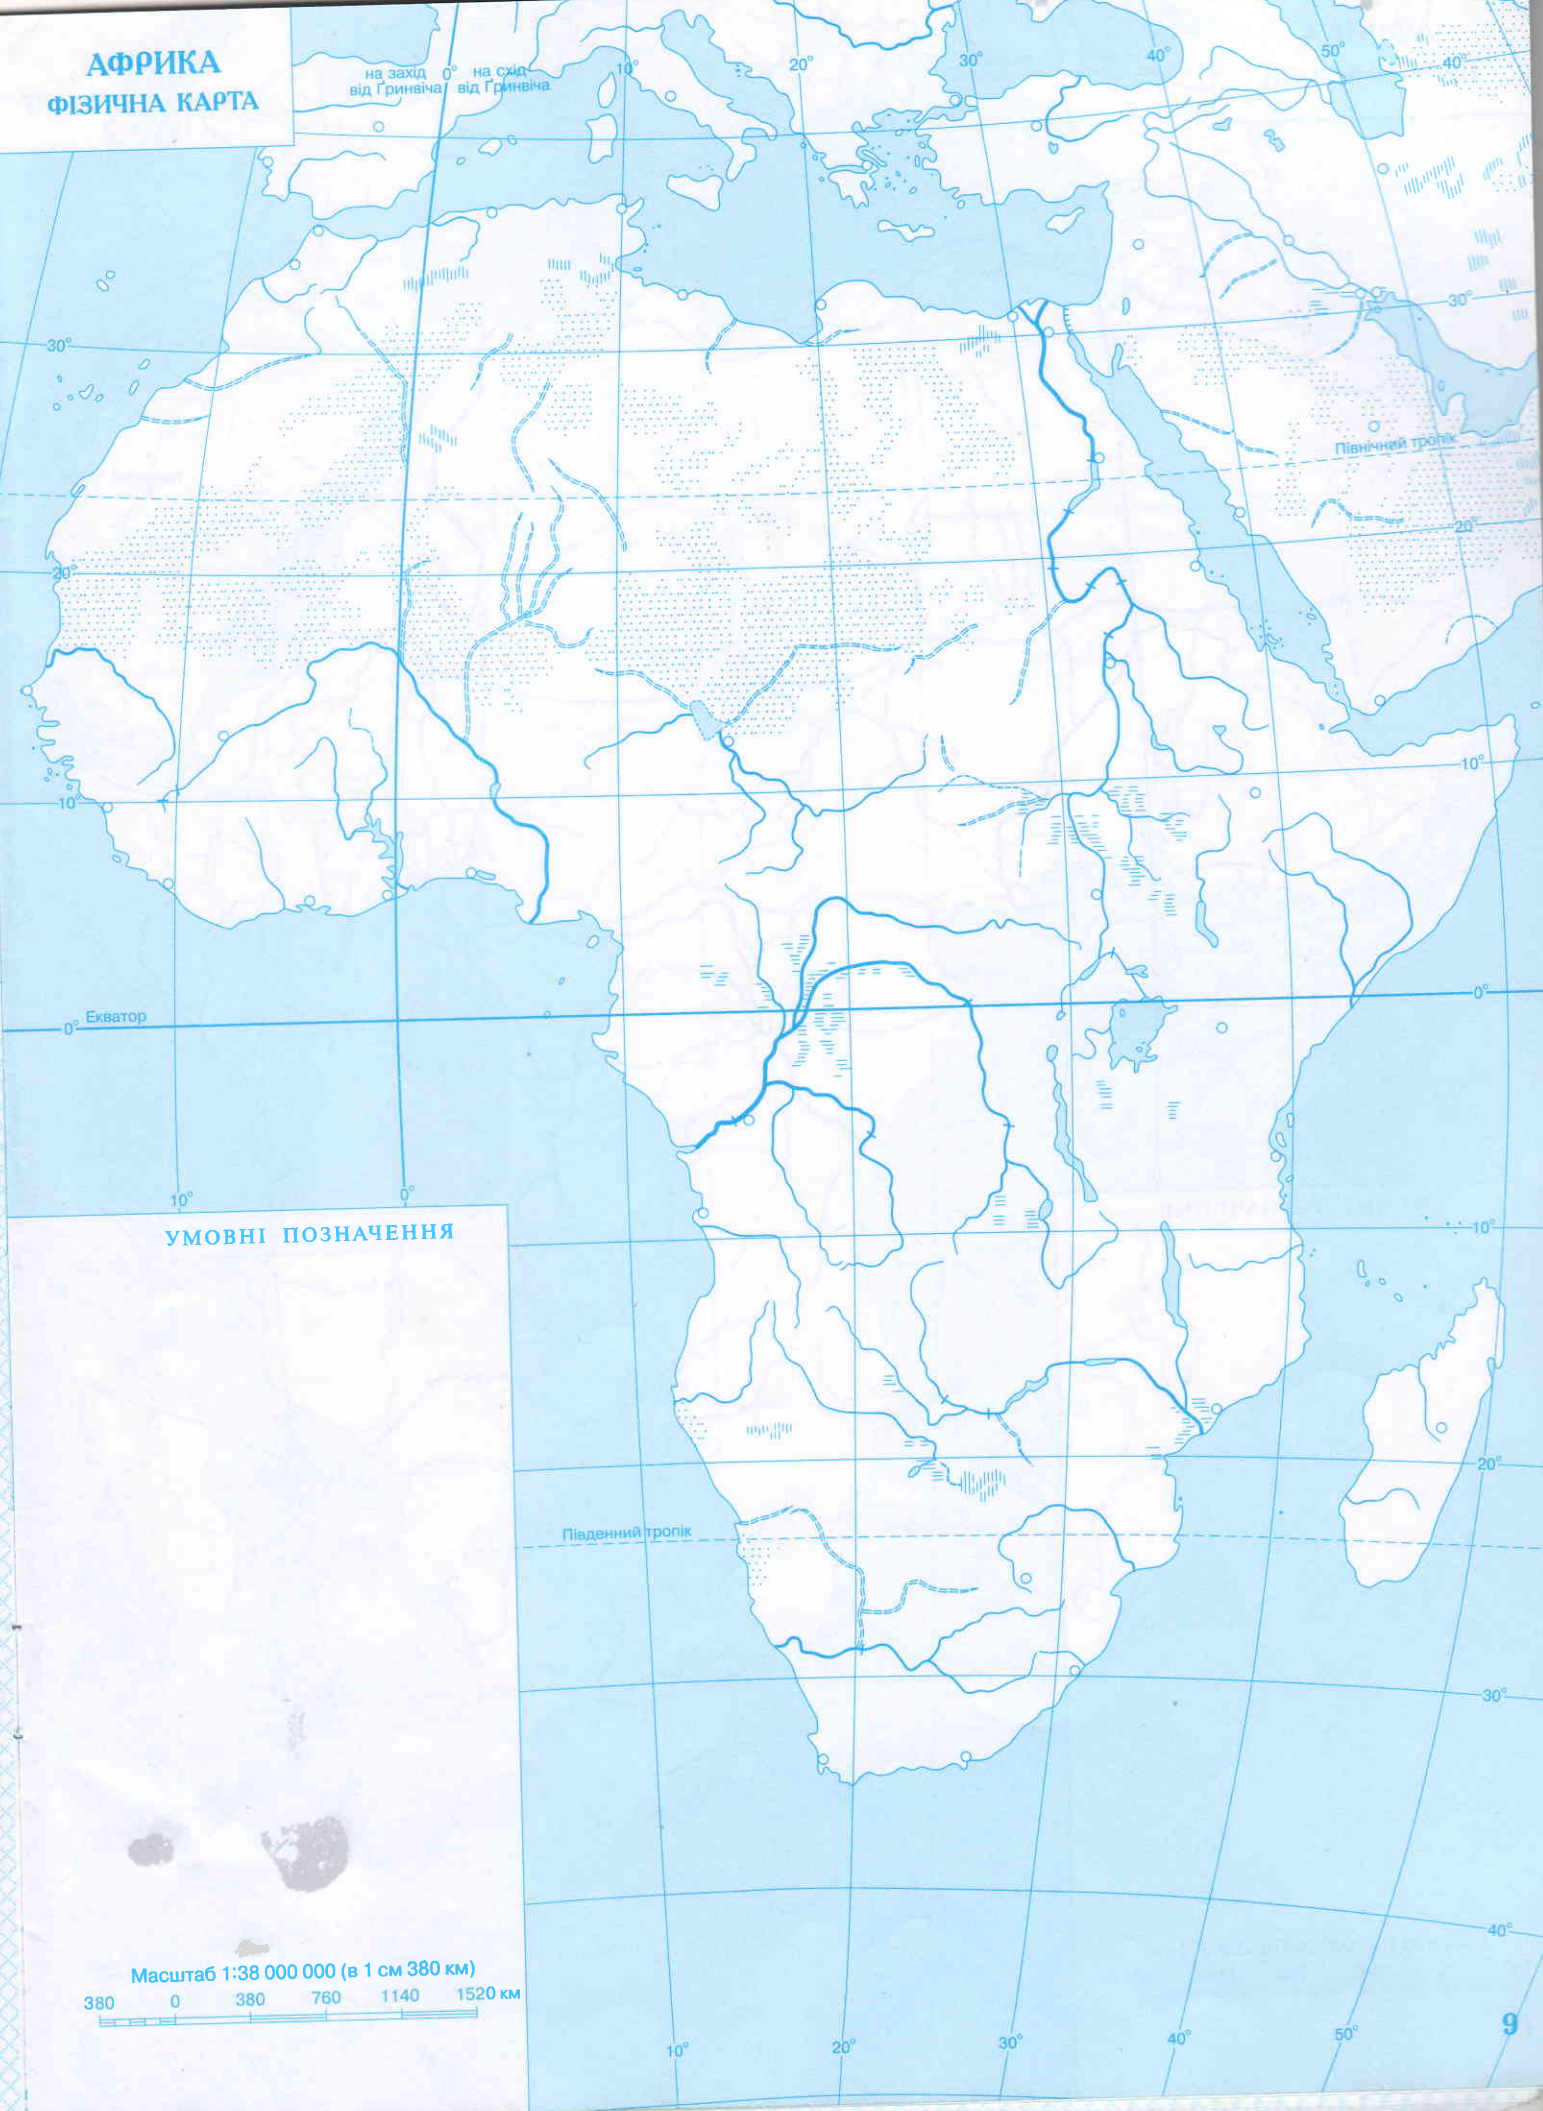 АФРИКА
ФІЗИЧНА КАРТА
на захід 0° на схід
від Ґринвіча від Ґринвіча
10°
20°
30°
40°
50°
40°
30°
30°
Північний тропік
20°
20°
10°
10°
0° Екватор
0°
10°
0°
10°
УМОВНІ ПОЗНАЧЕННЯ
20°
Південний тропік
30°
40°
Масштаб 1:38 000 000 (в 1 см 380 км)
380 0 380 760 1140 1520 км
10°
20°
30°
40°
50°
9